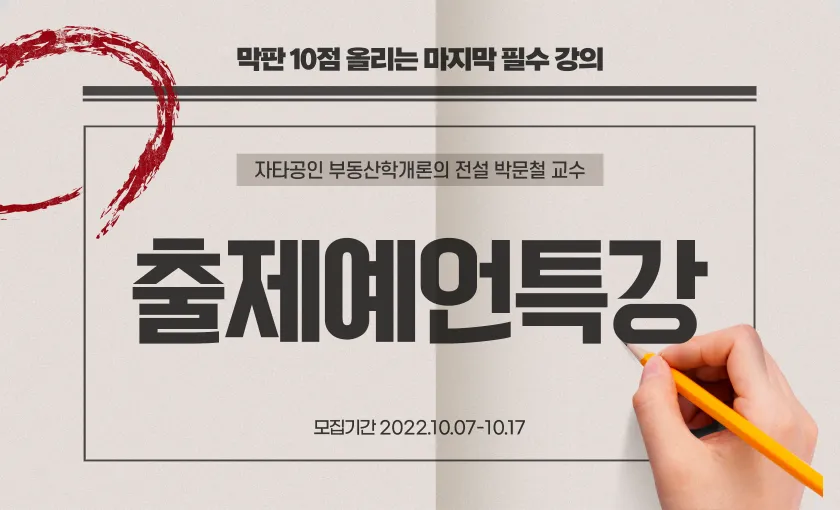 막판 10점 올리는 마지막 필수 강의
자타공인 부동산학개론의 전설 박문철 교수
출제예언특강
모집기간 2022.10.07-10.17